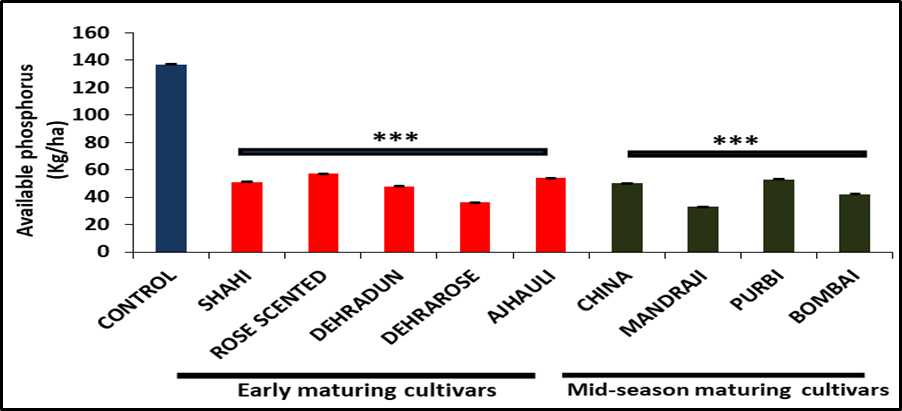 Available phosphorus
(Kg/ha)
160
140
120
100
80
60
40
20
0
***
***
CONTROL
SHAHI
ROSE SCENTED
DEHRADUN
DEHRAROSE
AJHAULI
CHINA
MANDRAJI
PURBI
BOMBAI
Early maturing cultivars
Mid-season maturing cultivars